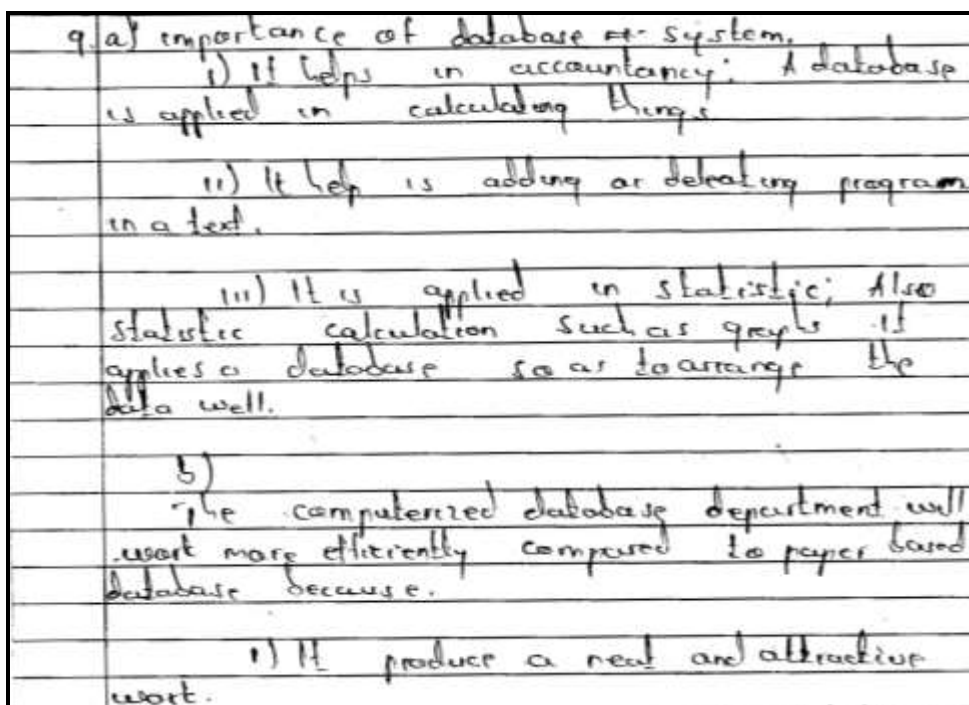 9. a) importance of database system.
i) It helps in accountancy; A database
is applied in calculating things
ii) It help is adding or deleating program
in a text.
iii) It is applied in statistic; Also
statistic calculation such as graphs it
applies a database so as to arrange the
data well.
b)
The computerized database department will
work more efficiently compared to paper based
database because.
i) It produce a neat and attractive
work.